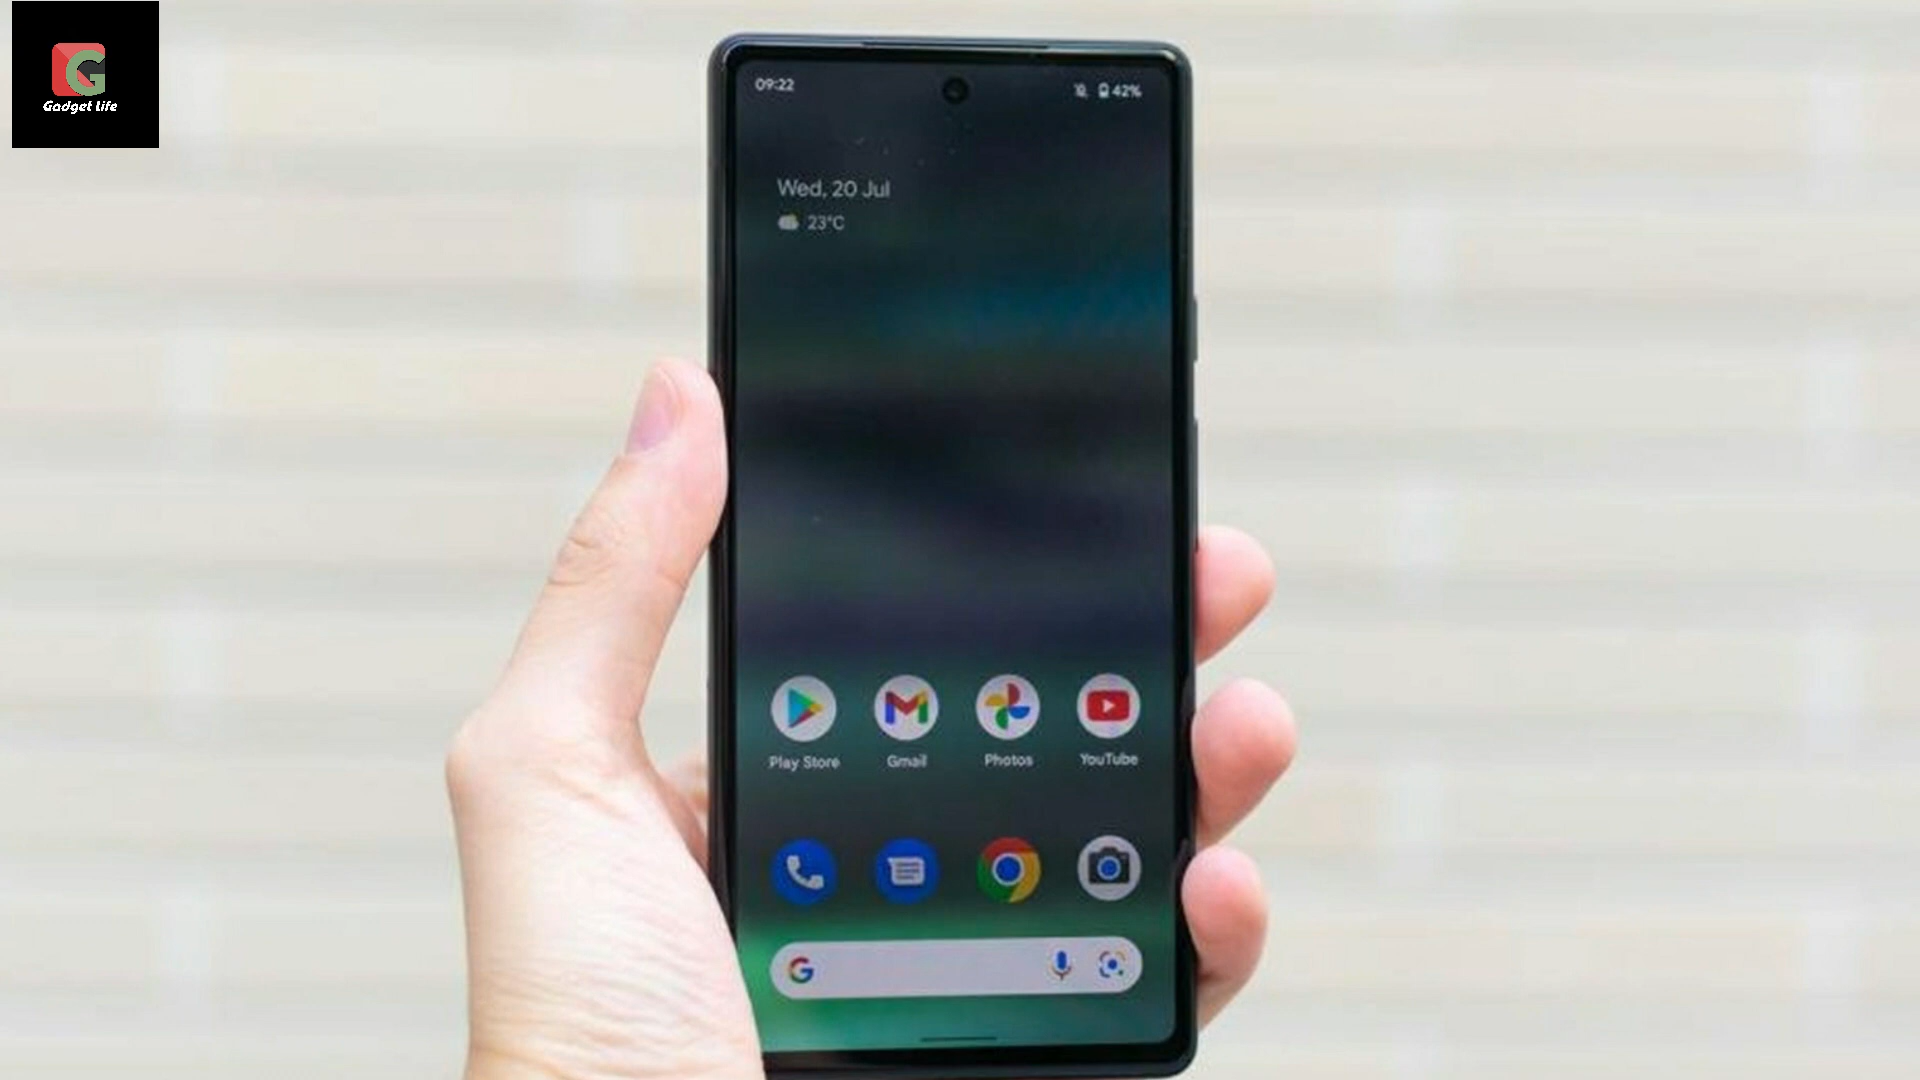 Gadget life
09:22
42%
Wed, 20 Jul
23°C
Play Store
Gmail
Photos
YouTube